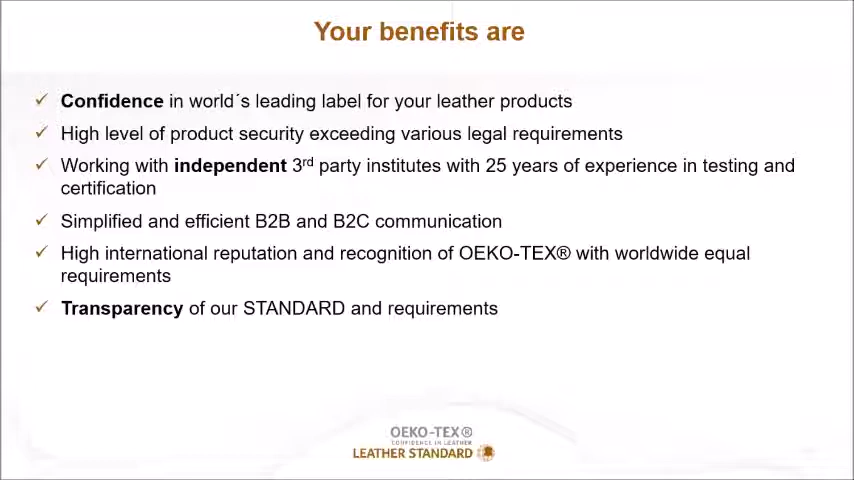 Your benefits are
✓ Confidence in world´s leading label for your leather products
✓ High level of product security exceeding various legal requirements
✓ Working with independent 3rd party institutes with 25 years of experience in testing and
certification
✓ Simplified and efficient B2B and B2C communication
✓ High international reputation and recognition of OEKO-TEX® with worldwide equal
requirements
✓ Transparency of our STANDARD and requirements
OEKO-TEX®
CONFIDENCE IN LEATHER
LEATHER STANDARD